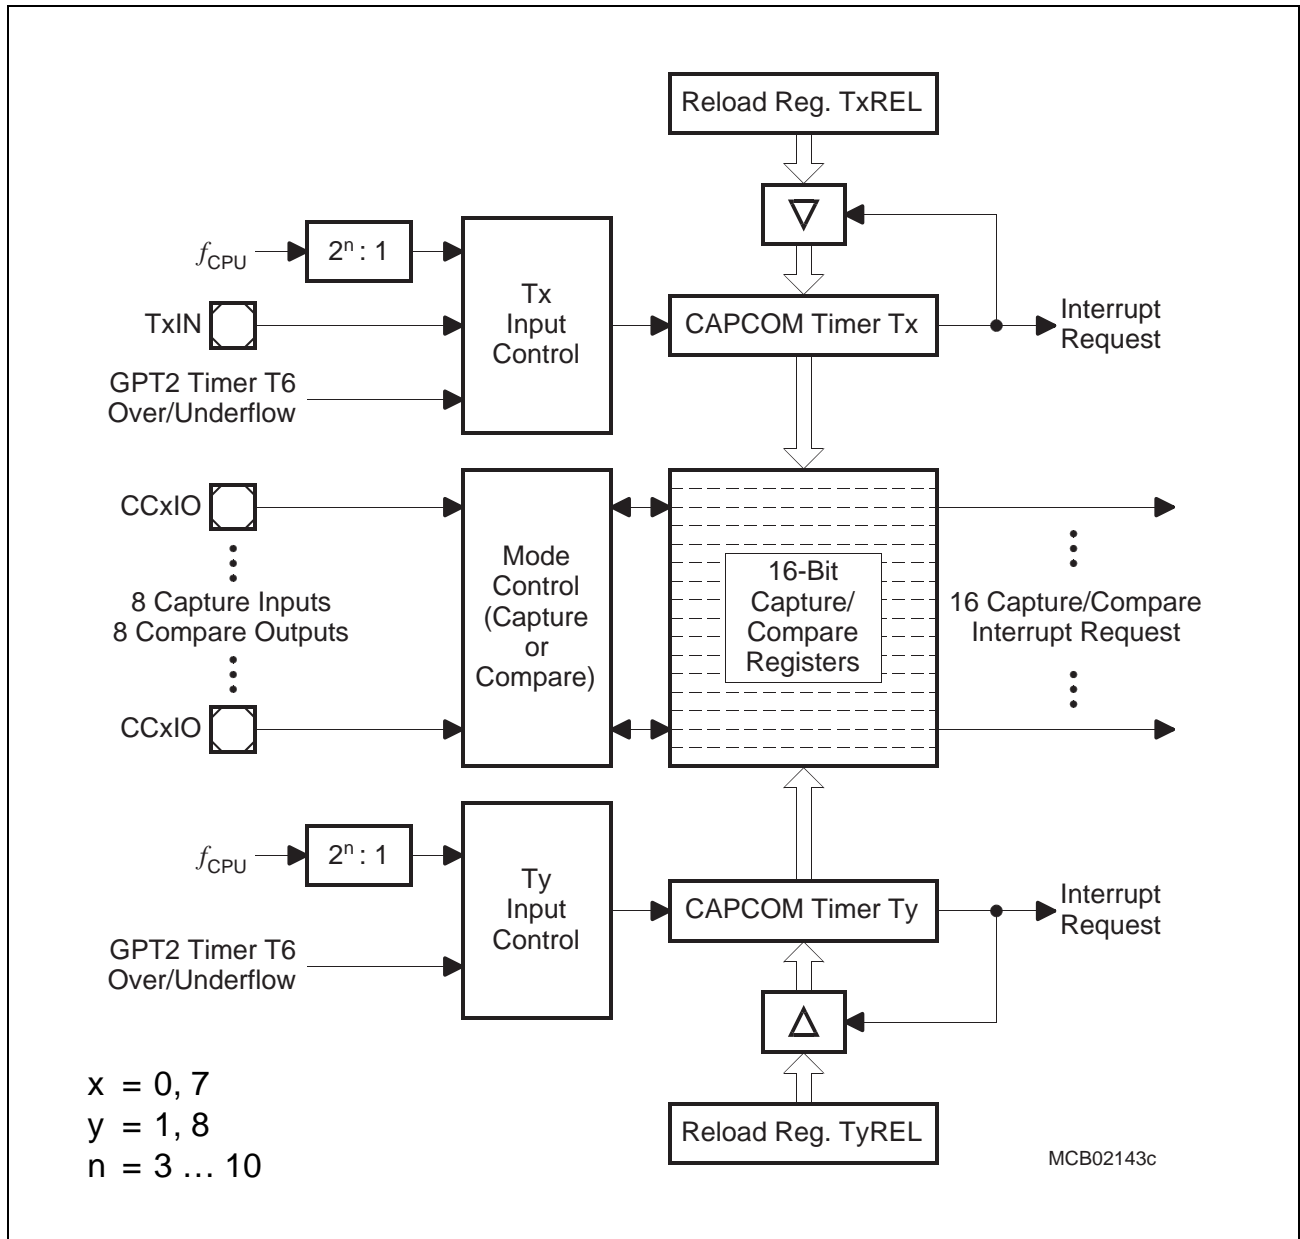 Reload Reg. TxREL
fCPU
2ⁿ : 1
TxIN
GPT2 Timer T6
Over/Underflow
Tx
Input
Control
CAPCOM Timer Tx
Interrupt
Request
CCxIO
8 Capture Inputs
8 Compare Outputs
CCxIO
Mode
Control
(Capture
or
Compare)
16-Bit
Capture/
Compare
Registers
16 Capture/Compare
Interrupt Request
fCPU
2ⁿ : 1
GPT2 Timer T6
Over/Underflow
Ty
Input
Control
CAPCOM Timer Ty
Interrupt
Request
Reload Reg. TyREL
x = 0, 7
y = 1, 8
n = 3 … 10
MCB02143c